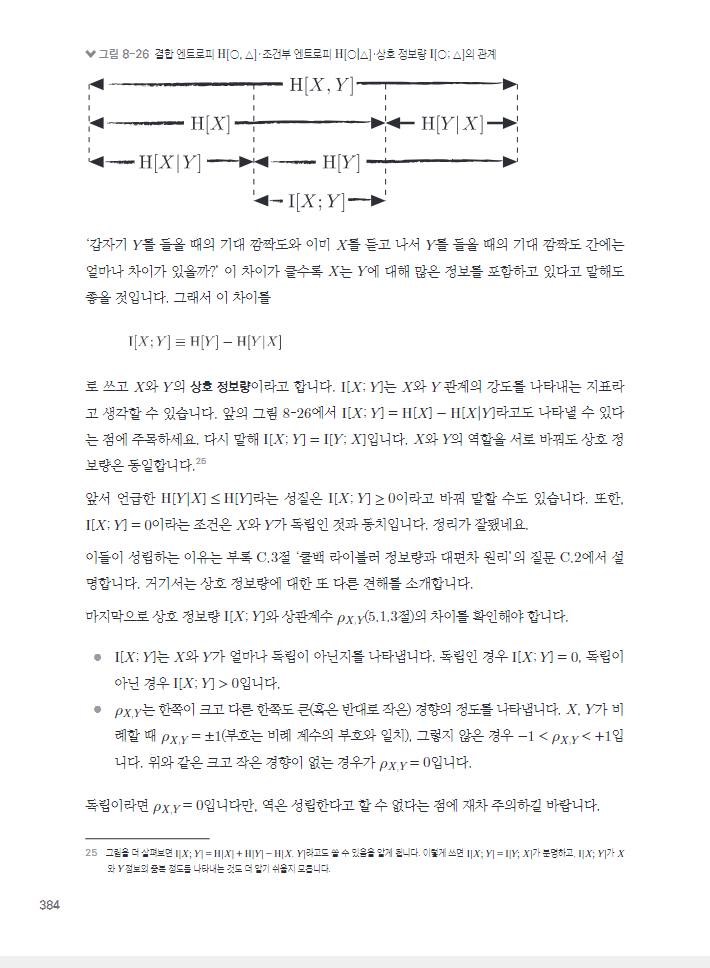 그림 8-26 결합 엔트로피 H[○, △]·조건부 엔트로피 H[○|△]·상호 정보량 I[○; △]의 관계
H[X, Y]
H[X] H[Y|X]
H[X|Y] H[Y]
I[X; Y]
‘갑자기 Y를 들을 때의 기대 깜짝도와 이미 X를 듣고 나서 Y를 들을 때의 기대 깜짝도 간에는
얼마나 차이가 있을까?’ 이 차이가 클수록 X는 Y에 대해 많은 정보를 포함하고 있다고 말해도
좋을 것입니다. 그래서 이 차이를
I[X; Y] ≡ H[Y] − H[Y|X]
로 쓰고 X와 Y의 상호 정보량이라고 합니다. I[X; Y]는 X와 Y 관계의 강도를 나타내는 지표라
고 생각할 수 있습니다. 앞의 그림 8-26에서 I[X; Y] = H[X] − H[X|Y]라고도 나타낼 수 있다
는 점에 주목하세요. 다시 말해 I[X; Y] = I[Y; X]입니다. X와 Y의 역할을 서로 바꿔도 상호 정
보량은 동일합니다.25
앞서 언급한 H[Y|X] ≤ H[Y]라는 성질은 I[X; Y] ≥ 0이라고 바꿔 말할 수도 있습니다. 또한,
I[X; Y] = 0이라는 조건은 X와 Y가 독립인 것과 동치입니다. 정리가 잘됐네요.
이들이 성립하는 이유는 부록 C.3절 ‘쿨백 라이블러 정보량과 대편차 원리’의 질문 C.2에서 설
명합니다. 거기서는 상호 정보량에 대한 또 다른 견해를 소개합니다.
마지막으로 상호 정보량 I[X; Y]와 상관계수 ρX,Y(5.1.3절)의 차이를 확인해야 합니다.
● I[X; Y]는 X와 Y가 얼마나 독립이 아닌지를 나타냅니다. 독립인 경우 I[X; Y] = 0, 독립이
아닌 경우 I[X; Y] > 0입니다.
● ρX,Y는 한쪽이 크고 다른 한쪽도 큰(혹은 반대로 작은) 경향의 정도를 나타냅니다. X, Y가 비
례할 때 ρX,Y = ±1(부호는 비례 계수의 부호와 일치), 그렇지 않은 경우 −1 < ρX,Y < +1입
니다. 위와 같은 크고 작은 경향이 없는 경우가 ρX,Y = 0입니다.
독립이라면 ρX,Y = 0입니다만, 역은 성립한다고 할 수 없다는 점에 재차 주의하길 바랍니다.
25 그림을 더 살펴보면 I[X; Y] = H[X] + H[Y] − H[X, Y]라고도 쓸 수 있음을 알게 됩니다. 이렇게 쓰면 I[X; Y] = I[Y; X]가 분명하고, I[X; Y]가 X
와 Y 정보의 중복 정도를 나타내는 것도 더 알기 쉬울지 모릅니다.
384